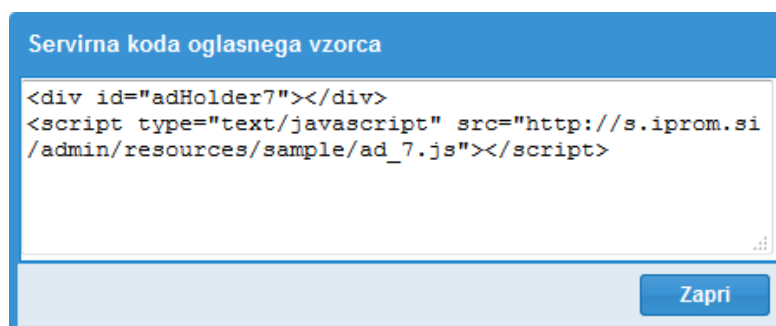 Servirna koda oglasnega vzorca
<div id="adHolder7"></div>
<script type="text/javascript" src="http://s.iprom.si
/admin/resources/sample/ad_7.js"></script>
Zapri